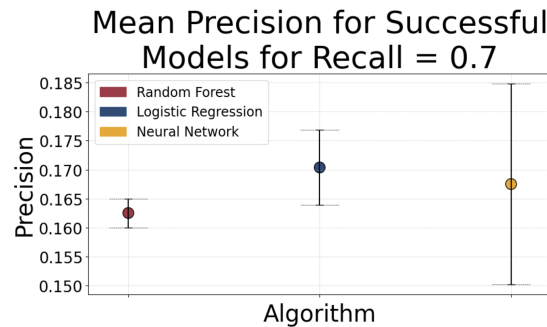 Mean Precision for Successful
Models for Recall = 0.7
Random Forest
Logistic Regression
Neural Network
0.185
0.180
0.175
0.170
0.165
0.160
0.155
0.150
Precision
Algorithm